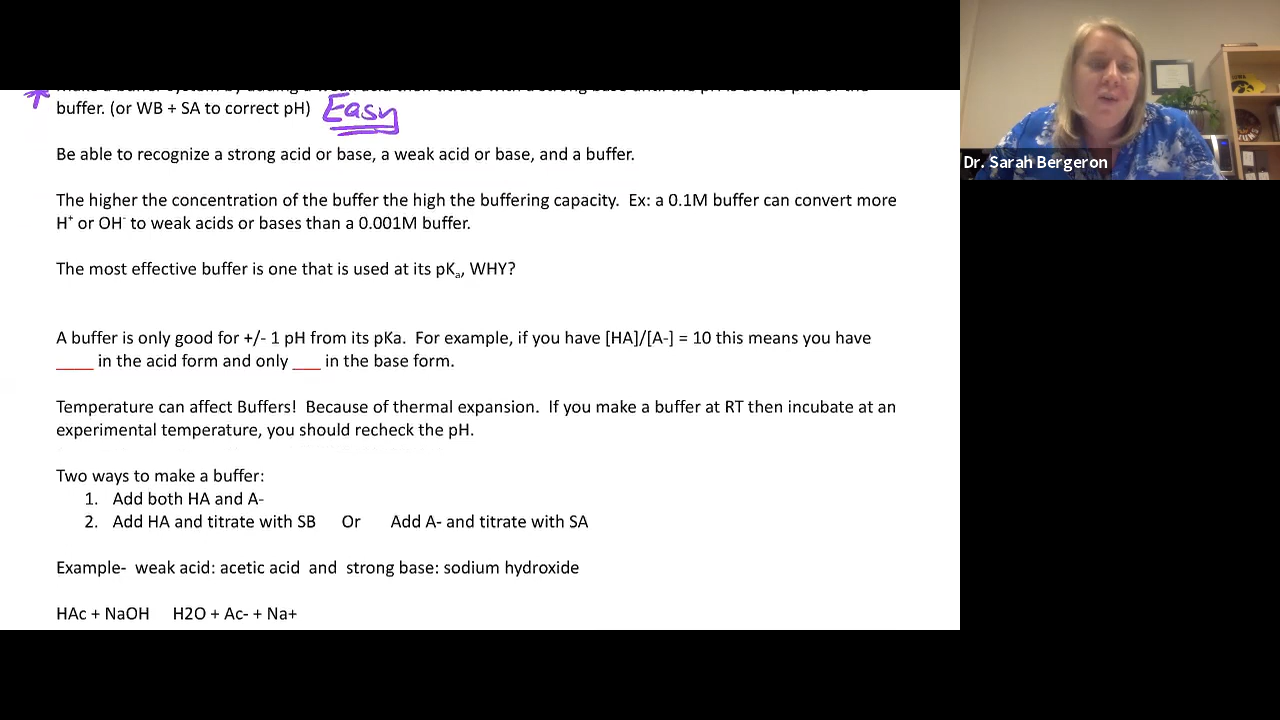 buffer. (or WB + SA to correct pH) Easy
Be able to recognize a strong acid or base, a weak acid or base, and a buffer.
The higher the concentration of the buffer the high the buffering capacity. Ex: a 0.1M buffer can convert more
H⁺ or OH⁻ to weak acids or bases than a 0.001M buffer.
The most effective buffer is one that is used at its pKₐ, WHY?
A buffer is only good for +/- 1 pH from its pKa. For example, if you have [HA]/[A-] = 10 this means you have
____ in the acid form and only ___ in the base form.
Temperature can affect Buffers! Because of thermal expansion. If you make a buffer at RT then incubate at an
experimental temperature, you should recheck the pH.
Two ways to make a buffer:
1. Add both HA and A-
2. Add HA and titrate with SB Or Add A- and titrate with SA
Example- weak acid: acetic acid and strong base: sodium hydroxide
HAc + NaOH H2O + Ac- + Na+
Dr. Sarah Bergeron
IOWA